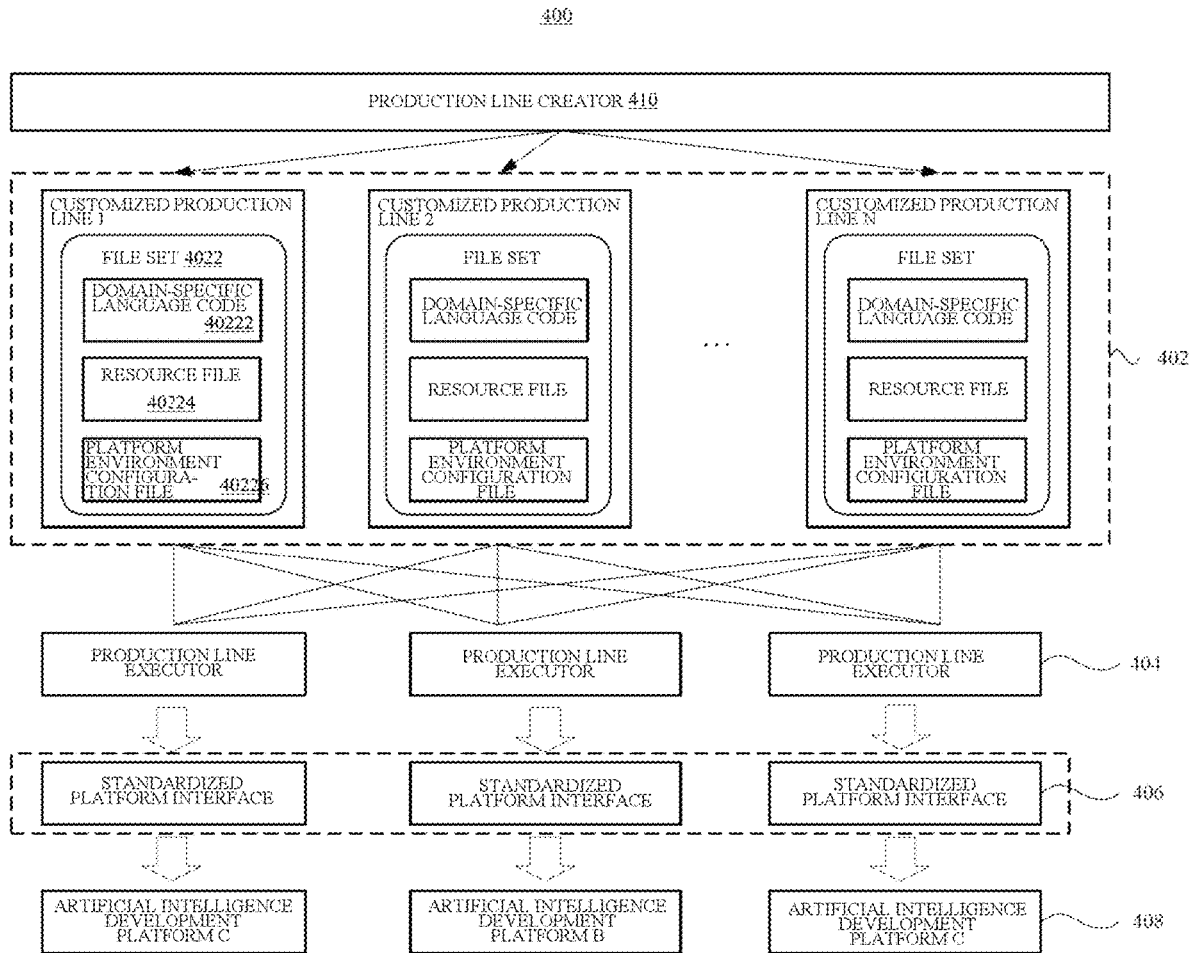 400
PRODUCTION LINE CREATOR 410
CUSTOMIZED PRODUCTION
LINE 1
FILE SET 4022
DOMAIN-SPECIFIC
LANGUAGE CODE
40222
RESOURCE FILE
40224
PLATFORM
ENVIRONMENT
CONFIGURA-
TION FILE
40226
CUSTOMIZED PRODUCTION
LINE 2
FILE SET
DOMAIN-SPECIFIC
LANGUAGE CODE
RESOURCE FILE
PLATFORM
ENVIRONMENT
CONFIGURATION
FILE
...
CUSTOMIZED PRODUCTION
LINE N
FILE SET
DOMAIN-SPECIFIC
LANGUAGE CODE
RESOURCE FILE
PLATFORM
ENVIRONMENT
CONFIGURATION
FILE
402
PRODUCTION LINE
EXECUTOR
PRODUCTION LINE
EXECUTOR
PRODUCTION LINE
EXECUTOR
404
STANDARDIZED
PLATFORM INTERFACE
STANDARDIZED
PLATFORM INTERFACE
STANDARDIZED
PLATFORM INTERFACE
406
ARTIFICIAL INTELLIGENCE
DEVELOPMENT
PLATFORM C
ARTIFICIAL INTELLIGENCE
DEVELOPMENT
PLATFORM B
ARTIFICIAL INTELLIGENCE
DEVELOPMENT
PLATFORM C
408